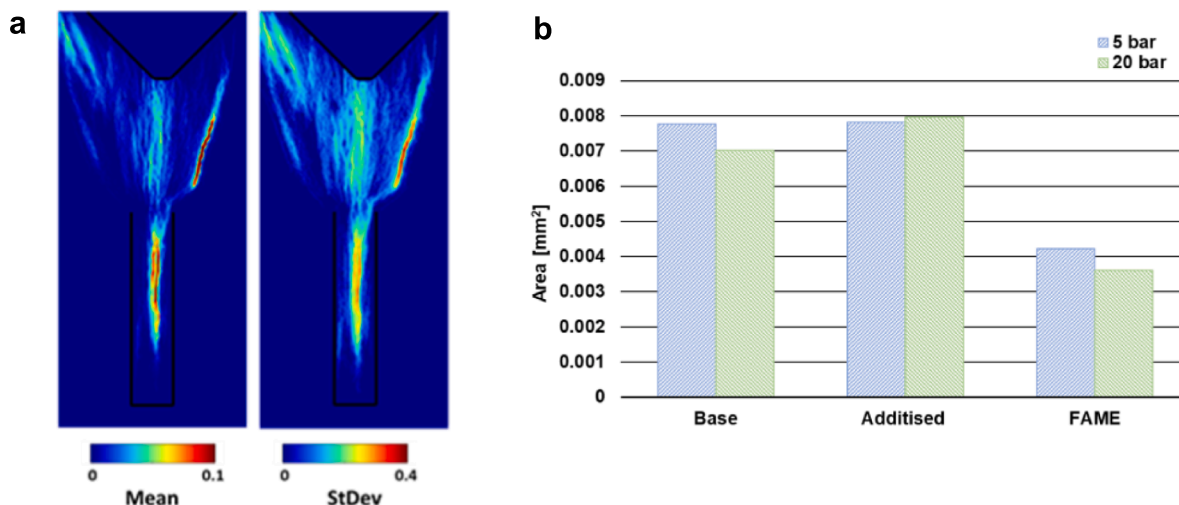 a
0 0.1
Mean
0 0.4
StDev
b
5 bar
20 bar
Area [mm²]
0.009
0.008
0.007
0.006
0.005
0.004
0.003
0.002
0.001
0
Base Additised FAME